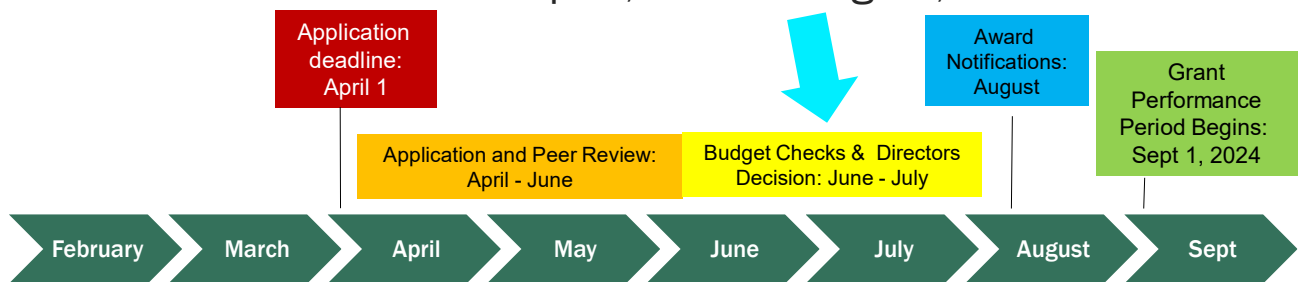 Application
deadline:
April 1
Award
Notifications:
August
Grant
Performance
Period Begins:
Sept 1, 2024
Application and Peer Review:
April - June
Budget Checks & Directors
Decision: June - July
February
March
April
May
June
July
August
Sept